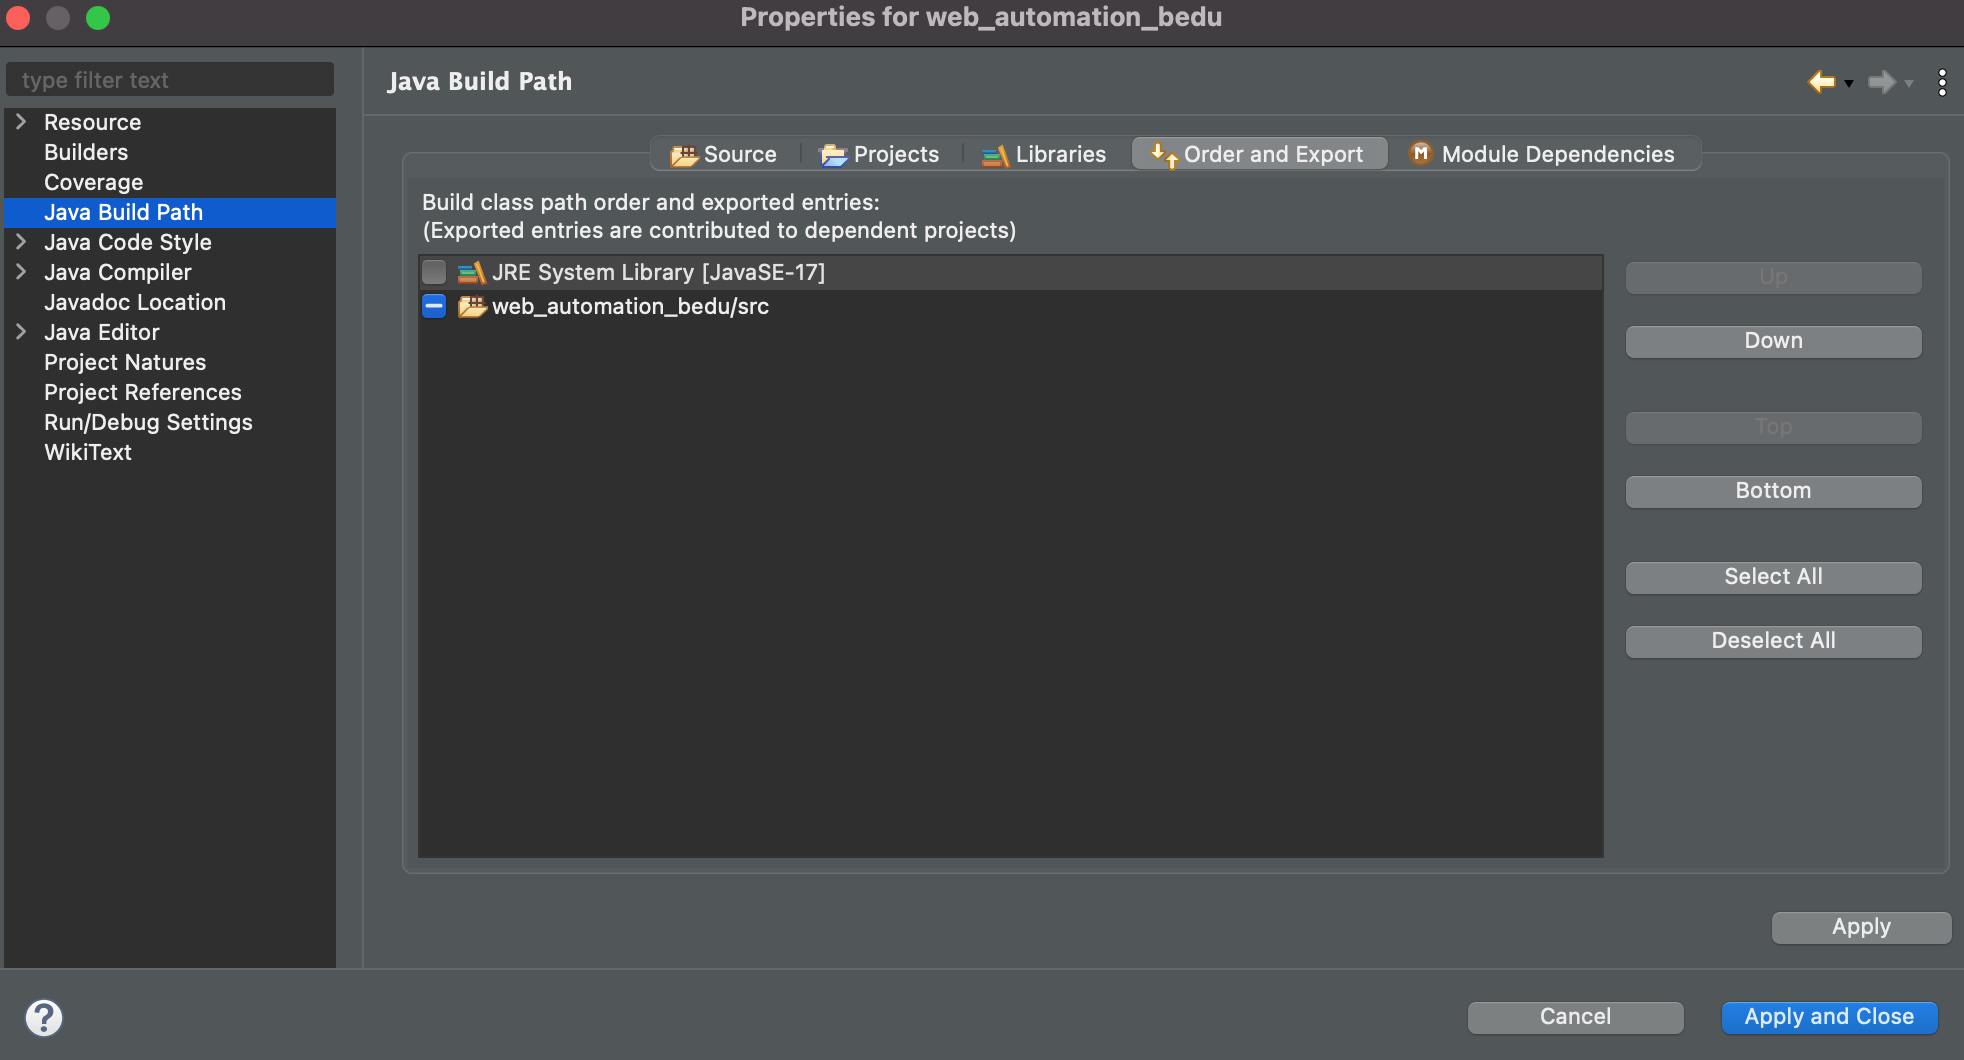 Properties for web_automation_bedu
type filter text
Resource
Builders
Coverage
Java Build Path
Java Code Style
Java Compiler
Javadoc Location
Java Editor
Project Natures
Project References
Run/Debug Settings
WikiText
Java Build Path
Source Projects Libraries Order and Export M Module Dependencies
Build class path order and exported entries:
(Exported entries are contributed to dependent projects)
JRE System Library [JavaSE-17]
web_automation_bedu/src
Up
Down
Top
Bottom
Select All
Deselect All
Apply
?
Cancel Apply and Close